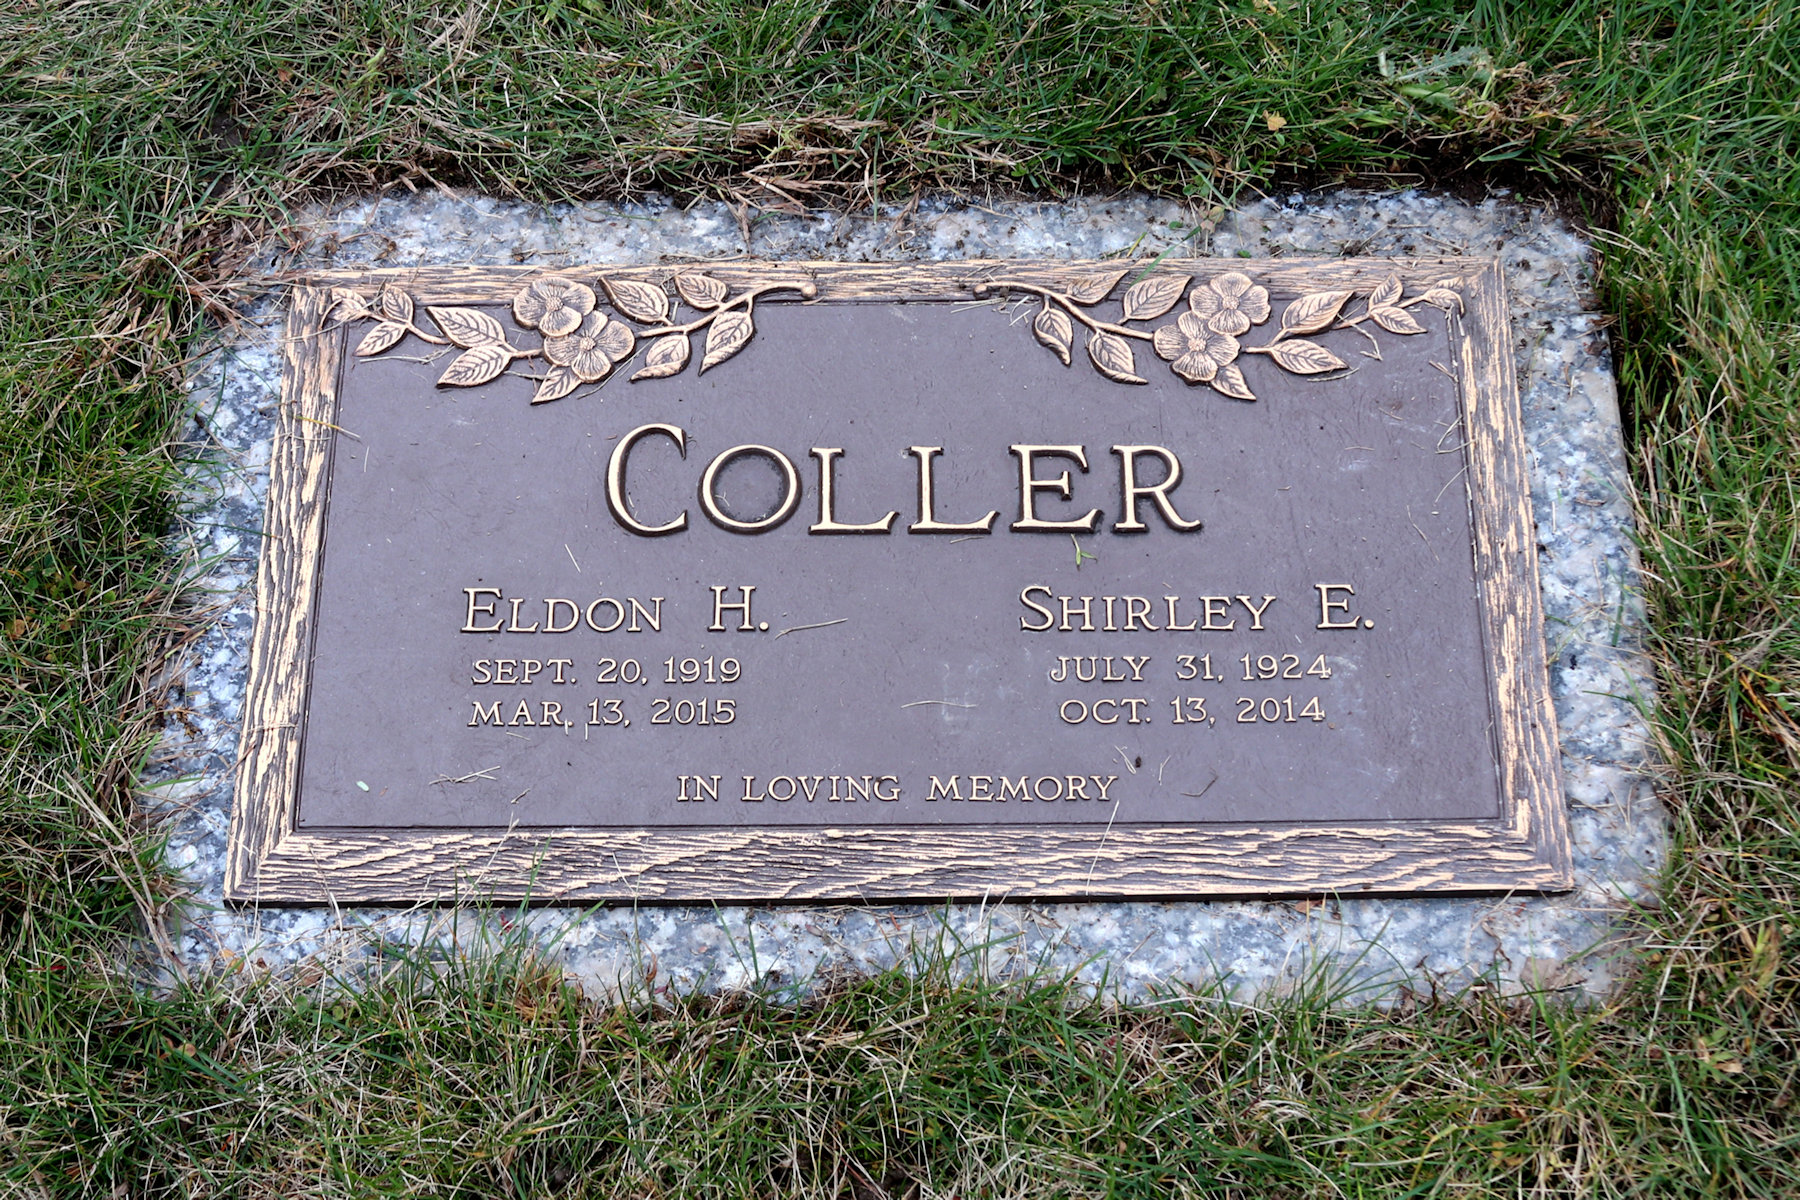 COLLER
ELDON H.
SEPT. 20, 1919
MAR. 13, 2015
SHIRLEY E.
JULY 31, 1924
OCT. 13, 2014
IN LOVING MEMORY